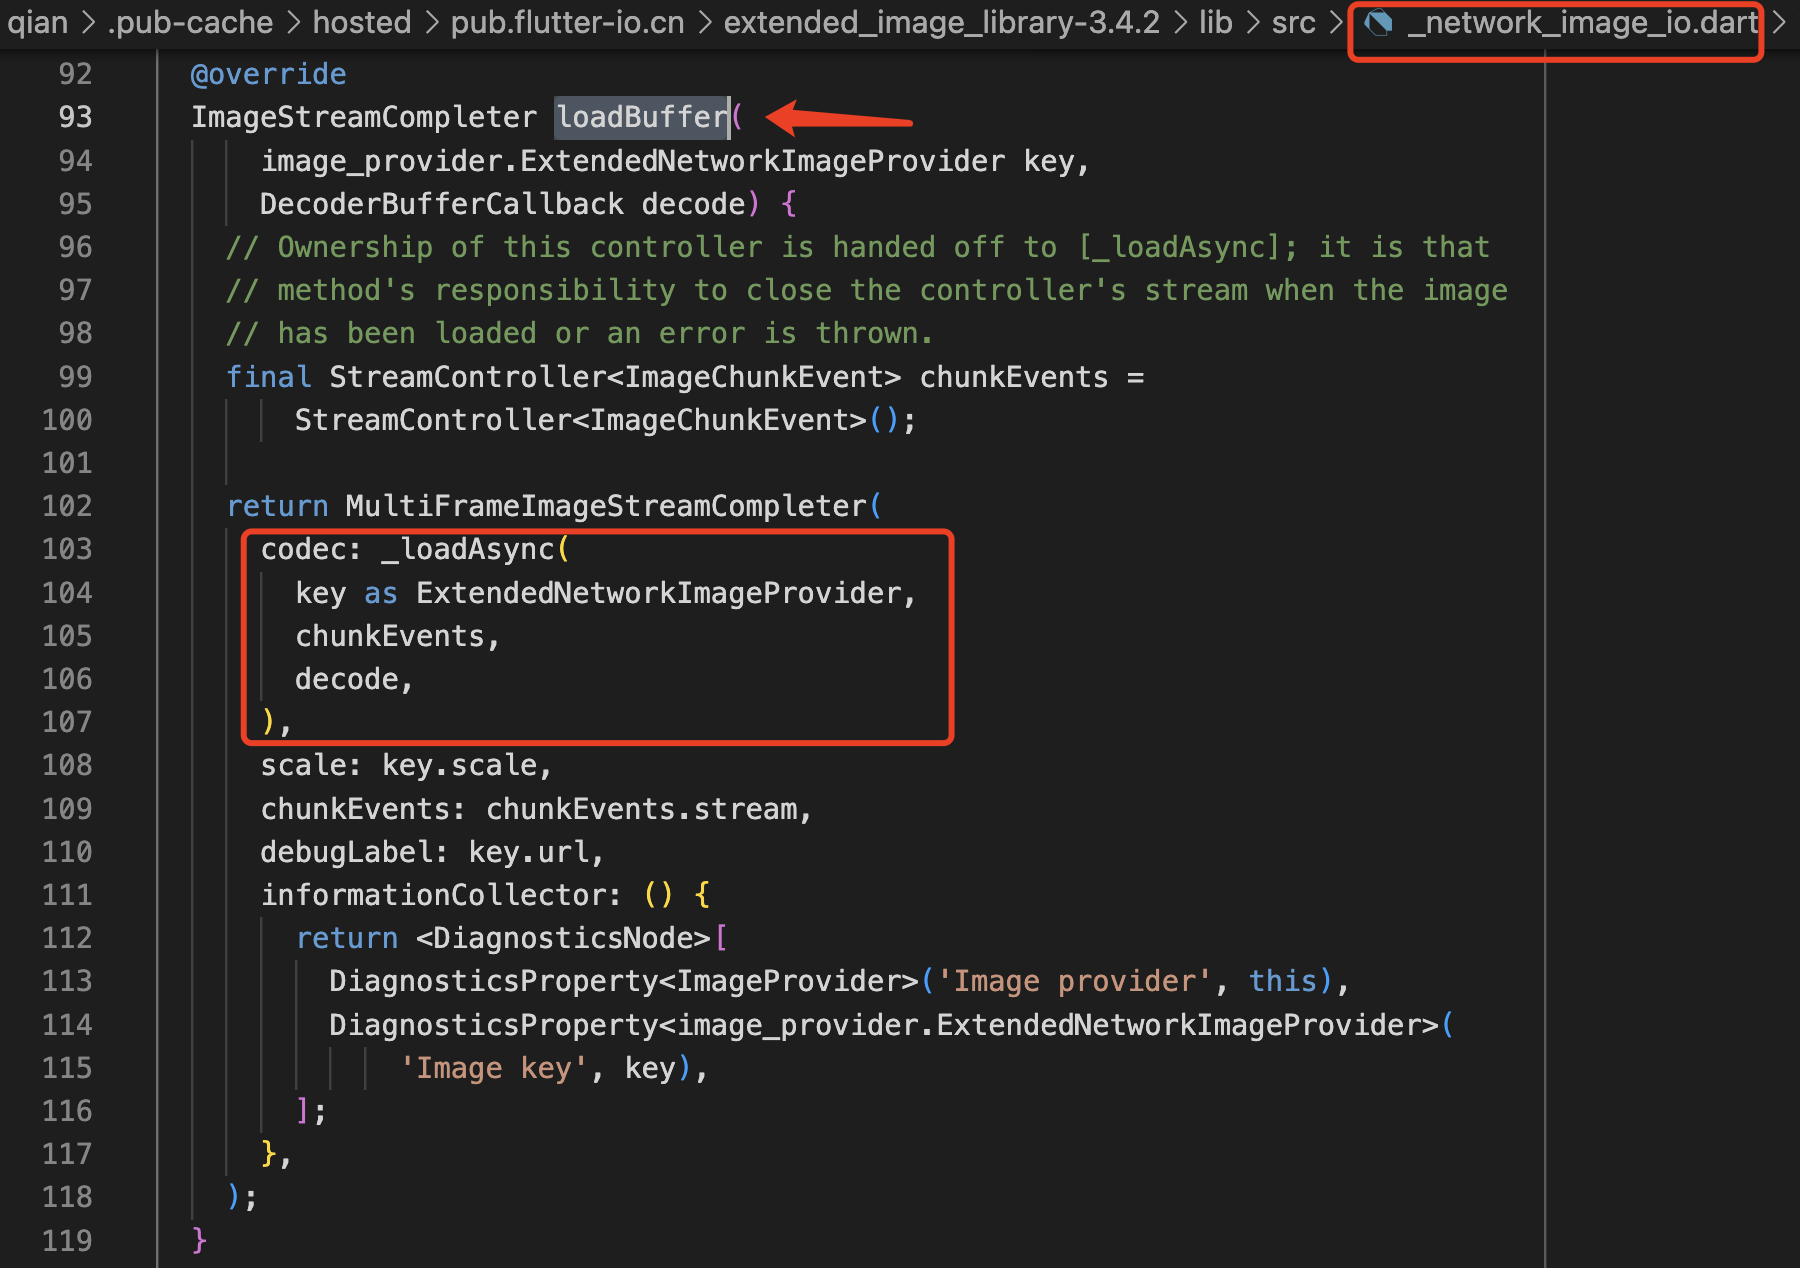 qian > .pub-cache > hosted > pub.flutter-io.cn > extended_image_library-3.4.2 > lib > src > _network_image_io.dart >
92 @override
93 ImageStreamCompleter loadBuffer(
94 image_provider.ExtendedNetworkImageProvider key,
95 DecoderBufferCallback decode) {
96 // Ownership of this controller is handed off to [_loadAsync]; it is that
97 // method's responsibility to close the controller's stream when the image
98 // has been loaded or an error is thrown.
99 final StreamController<ImageChunkEvent> chunkEvents =
100 StreamController<ImageChunkEvent>();
101
102 return MultiFrameImageStreamCompleter(
103 codec: _loadAsync(
104 key as ExtendedNetworkImageProvider,
105 chunkEvents,
106 decode,
107 ),
108 scale: key.scale,
109 chunkEvents: chunkEvents.stream,
110 debugLabel: key.url,
111 informationCollector: () {
112 return <DiagnosticsNode>[
113 DiagnosticsProperty<ImageProvider>('Image provider', this),
114 DiagnosticsProperty<image_provider.ExtendedNetworkImageProvider>(
115 'Image key', key),
116 ];
117 },
118 );
119 }